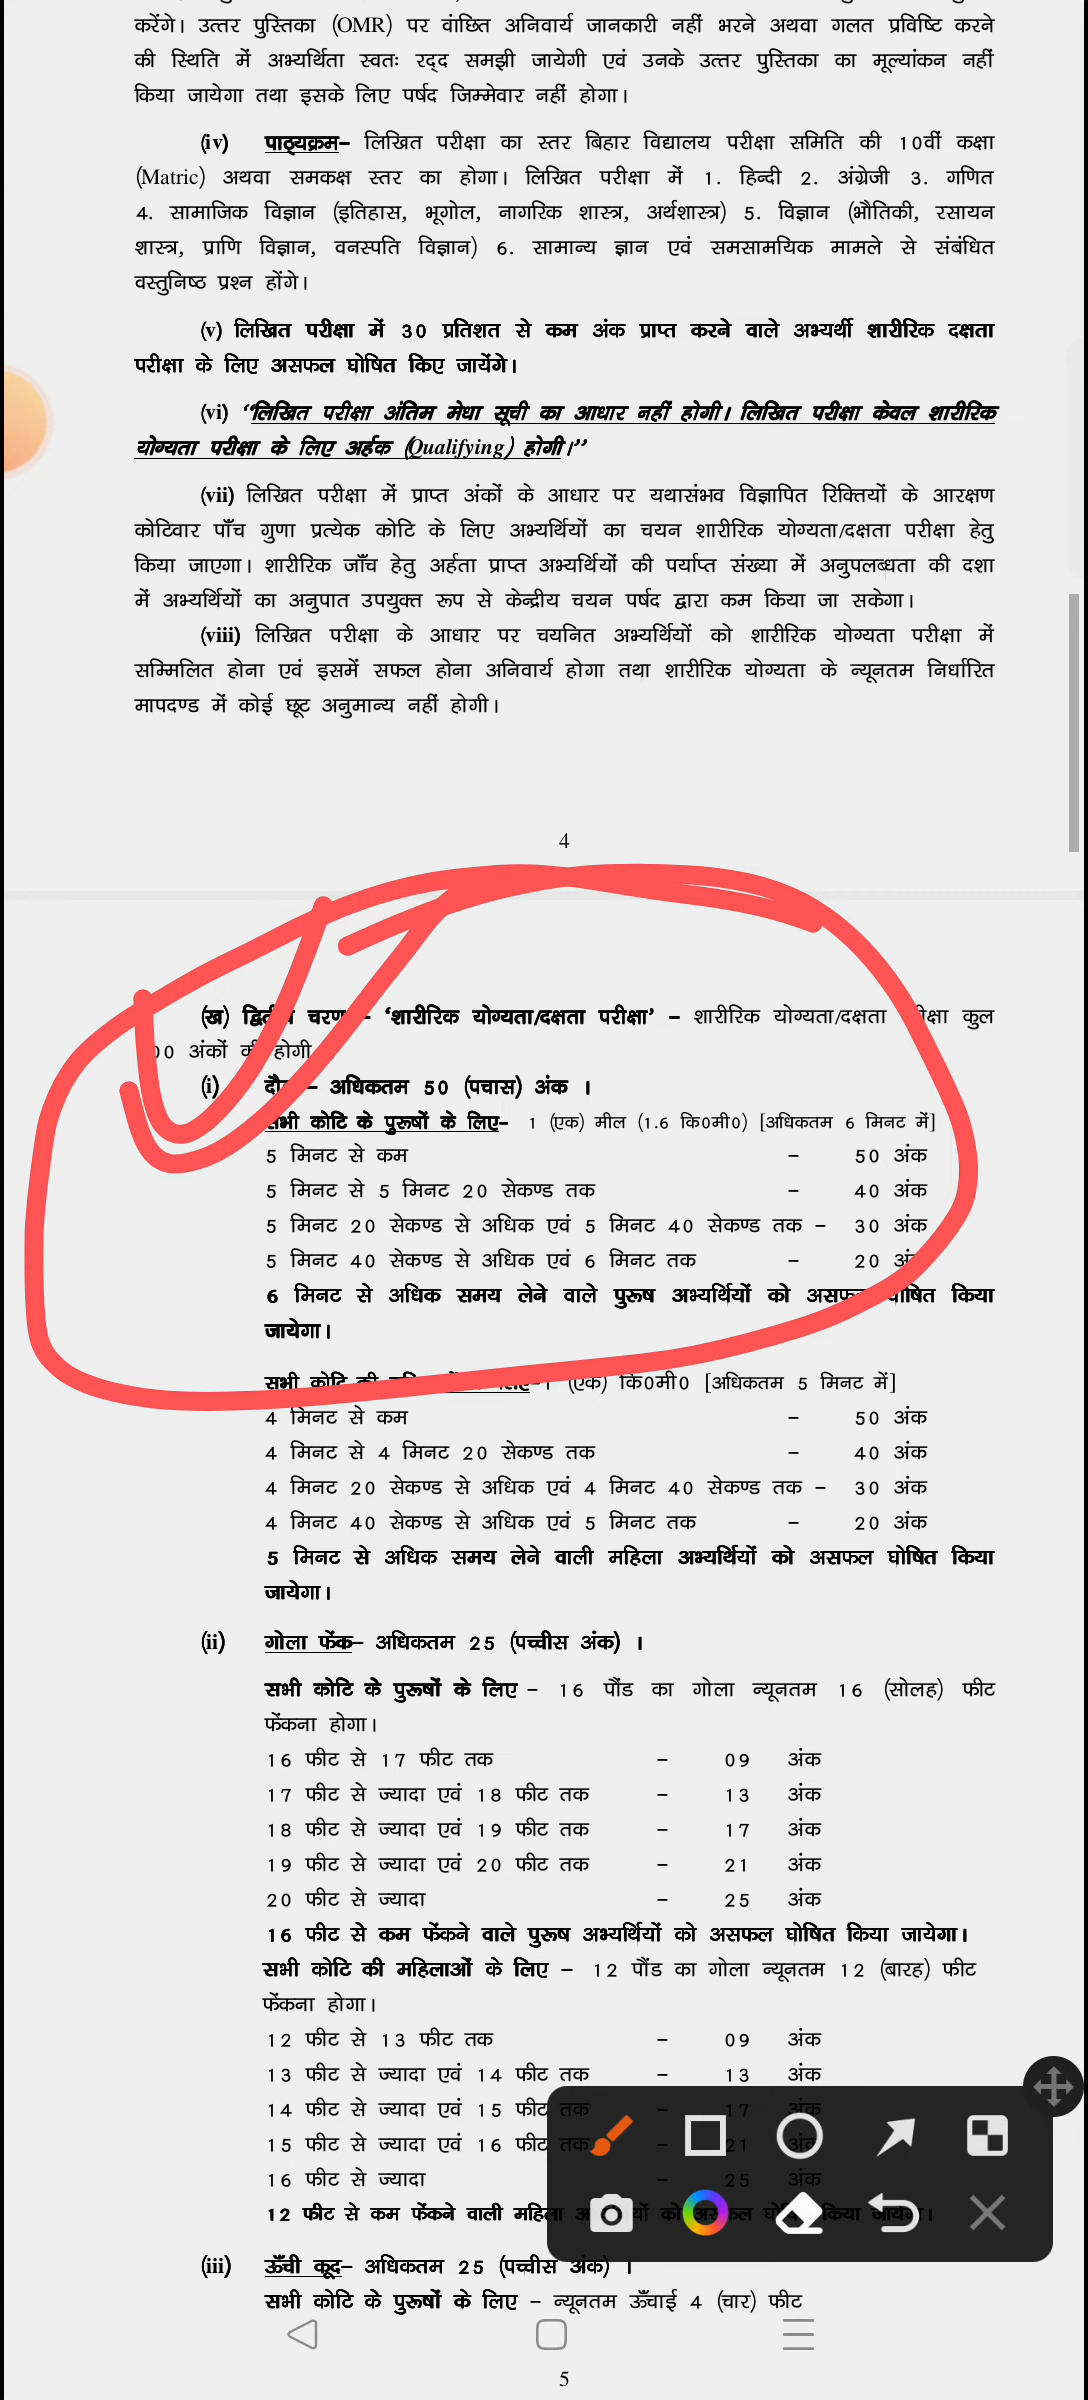 करेंगे। उत्तर पुस्तिका (OMR) पर वांछित अनिवार्य जानकारी नहीं भरने अथवा गलत प्रविष्टि करने
की स्थिति में अभ्यर्थिता स्वतः रद्द समझी जायेगी एवं उनके उत्तर पुस्तिका का मूल्यांकन नहीं
किया जायेगा तथा इसके लिए पर्षद जिम्मेवार नहीं होगा।
(iv) पाठ्यक्रम– लिखित परीक्षा का स्तर बिहार विद्यालय परीक्षा समिति की 10वीं कक्षा
(Matric) अथवा समकक्ष स्तर का होगा। लिखित परीक्षा में 1. हिन्दी 2. अंग्रेजी 3. गणित
4. सामाजिक विज्ञान (इतिहास, भूगोल, नागरिक शास्त्र, अर्थशास्त्र) 5. विज्ञान (भौतिकी, रसायन
शास्त्र, प्राणि विज्ञान, वनस्पति विज्ञान) 6. सामान्य ज्ञान एवं समसामयिक मामले से संबंधित
वस्तुनिष्ठ प्रश्न होंगे।
(v) लिखित परीक्षा में 30 प्रतिशत से कम अंक प्राप्त करने वाले अभ्यर्थी शारीरिक दक्षता
परीक्षा के लिए असफल घोषित किए जायेंगे।
(vi) ‘‘लिखित परीक्षा अंतिम मेधा सूची का आधार नहीं होगी। लिखित परीक्षा केवल शारीरिक
योग्यता परीक्षा के लिए अर्हक (Qualifying) होगी।’’
(vii) लिखित परीक्षा में प्राप्त अंकों के आधार पर यथासंभव विज्ञापित रिक्तियों के आरक्षण
कोटिवार पाँच गुणा प्रत्येक कोटि के लिए अभ्यर्थियों का चयन शारीरिक योग्यता/दक्षता परीक्षा हेतु
किया जाएगा। शारीरिक जाँच हेतु अर्हता प्राप्त अभ्यर्थियों की पर्याप्त संख्या में अनुपलब्धता की दशा
में अभ्यर्थियों का अनुपात उपयुक्त रूप से केन्द्रीय चयन पर्षद द्वारा कम किया जा सकेगा।
(viii) लिखित परीक्षा के आधार पर चयनित अभ्यर्थियों को शारीरिक योग्यता परीक्षा में
सम्मिलित होना एवं इसमें सफल होना अनिवार्य होगा तथा शारीरिक योग्यता के न्यूनतम निर्धारित
मापदण्ड में कोई छूट अनुमान्य नहीं होगी।
4
(ख) द्वितीय चरण – ‘शारीरिक योग्यता/दक्षता परीक्षा’ – शारीरिक योग्यता/दक्षता परीक्षा कुल
अंकों की होगी
(i) दौड़ – अधिकतम 50 (पचास) अंक ।
सभी कोटि के पुरूषों के लिए– 1 (एक) मील (1.6 कि0मी0) [अधिकतम 6 मिनट में]
5 मिनट से कम – 50 अंक
5 मिनट से 5 मिनट 20 सेकण्ड तक – 40 अंक
5 मिनट 20 सेकण्ड से अधिक एवं 5 मिनट 40 सेकण्ड तक – 30 अंक
5 मिनट 40 सेकण्ड से अधिक एवं 6 मिनट तक – 20 अंक
6 मिनट से अधिक समय लेने वाले पुरूष अभ्यर्थियों को असफल घोषित किया
जायेगा।
सभी कोटि की लिए– (एक) कि0मी0 [अधिकतम 5 मिनट में]
4 मिनट से कम – 50 अंक
4 मिनट से 4 मिनट 20 सेकण्ड तक – 40 अंक
4 मिनट 20 सेकण्ड से अधिक एवं 4 मिनट 40 सेकण्ड तक – 30 अंक
4 मिनट 40 सेकण्ड से अधिक एवं 5 मिनट तक – 20 अंक
5 मिनट से अधिक समय लेने वाली महिला अभ्यर्थियों को असफल घोषित किया
जायेगा।
(ii) गोला फेंक– अधिकतम 25 (पच्चीस अंक) ।
सभी कोटि के पुरूषों के लिए – 16 पौंड का गोला न्यूनतम 16 (सोलह) फीट
फेंकना होगा।
16 फीट से 17 फीट तक – 09 अंक
17 फीट से ज्यादा एवं 18 फीट तक – 13 अंक
18 फीट से ज्यादा एवं 19 फीट तक – 17 अंक
19 फीट से ज्यादा एवं 20 फीट तक – 21 अंक
20 फीट से ज्यादा – 25 अंक
16 फीट से कम फेंकने वाले पुरूष अभ्यर्थियों को असफल घोषित किया जायेगा।
सभी कोटि की महिलाओं के लिए – 12 पौंड का गोला न्यूनतम 12 (बारह) फीट
फेंकना होगा।
12 फीट से 13 फीट तक – 09 अंक
13 फीट से ज्यादा एवं 14 फीट तक – 13 अंक
14 फीट से ज्यादा एवं 15 फीट तक – 17 अंक
15 फीट से ज्यादा एवं 16 फीट तक – 21 अंक
16 फीट से ज्यादा – 25 अंक
12 फीट से कम फेंकने वाली महिला को असफल घोषित किया जायेगा।
(iii) ऊँची कूद– अधिकतम 25 (पच्चीस अंक) ।
सभी कोटि के पुरूषों के लिए – न्यूनतम ऊँचाई 4 (चार) फीट
5